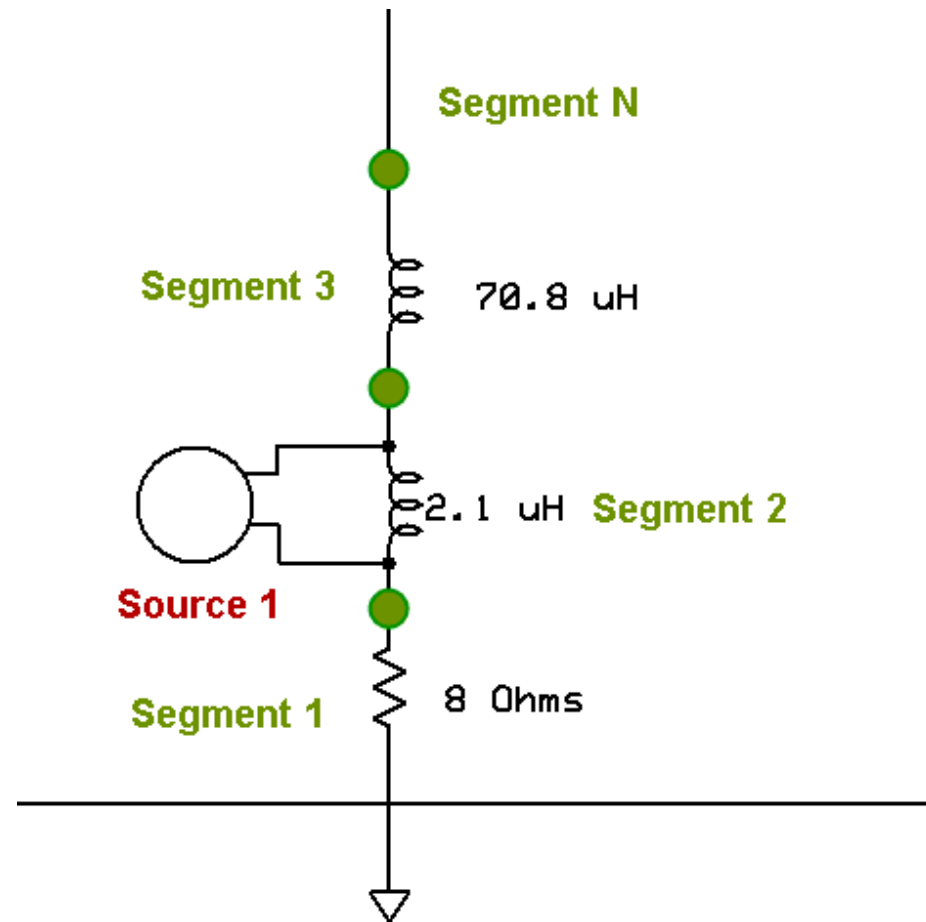 Segment N
Segment 3
70.8 uH
2.1 uH
Segment 2
Source 1
Segment 1
8 Ohms